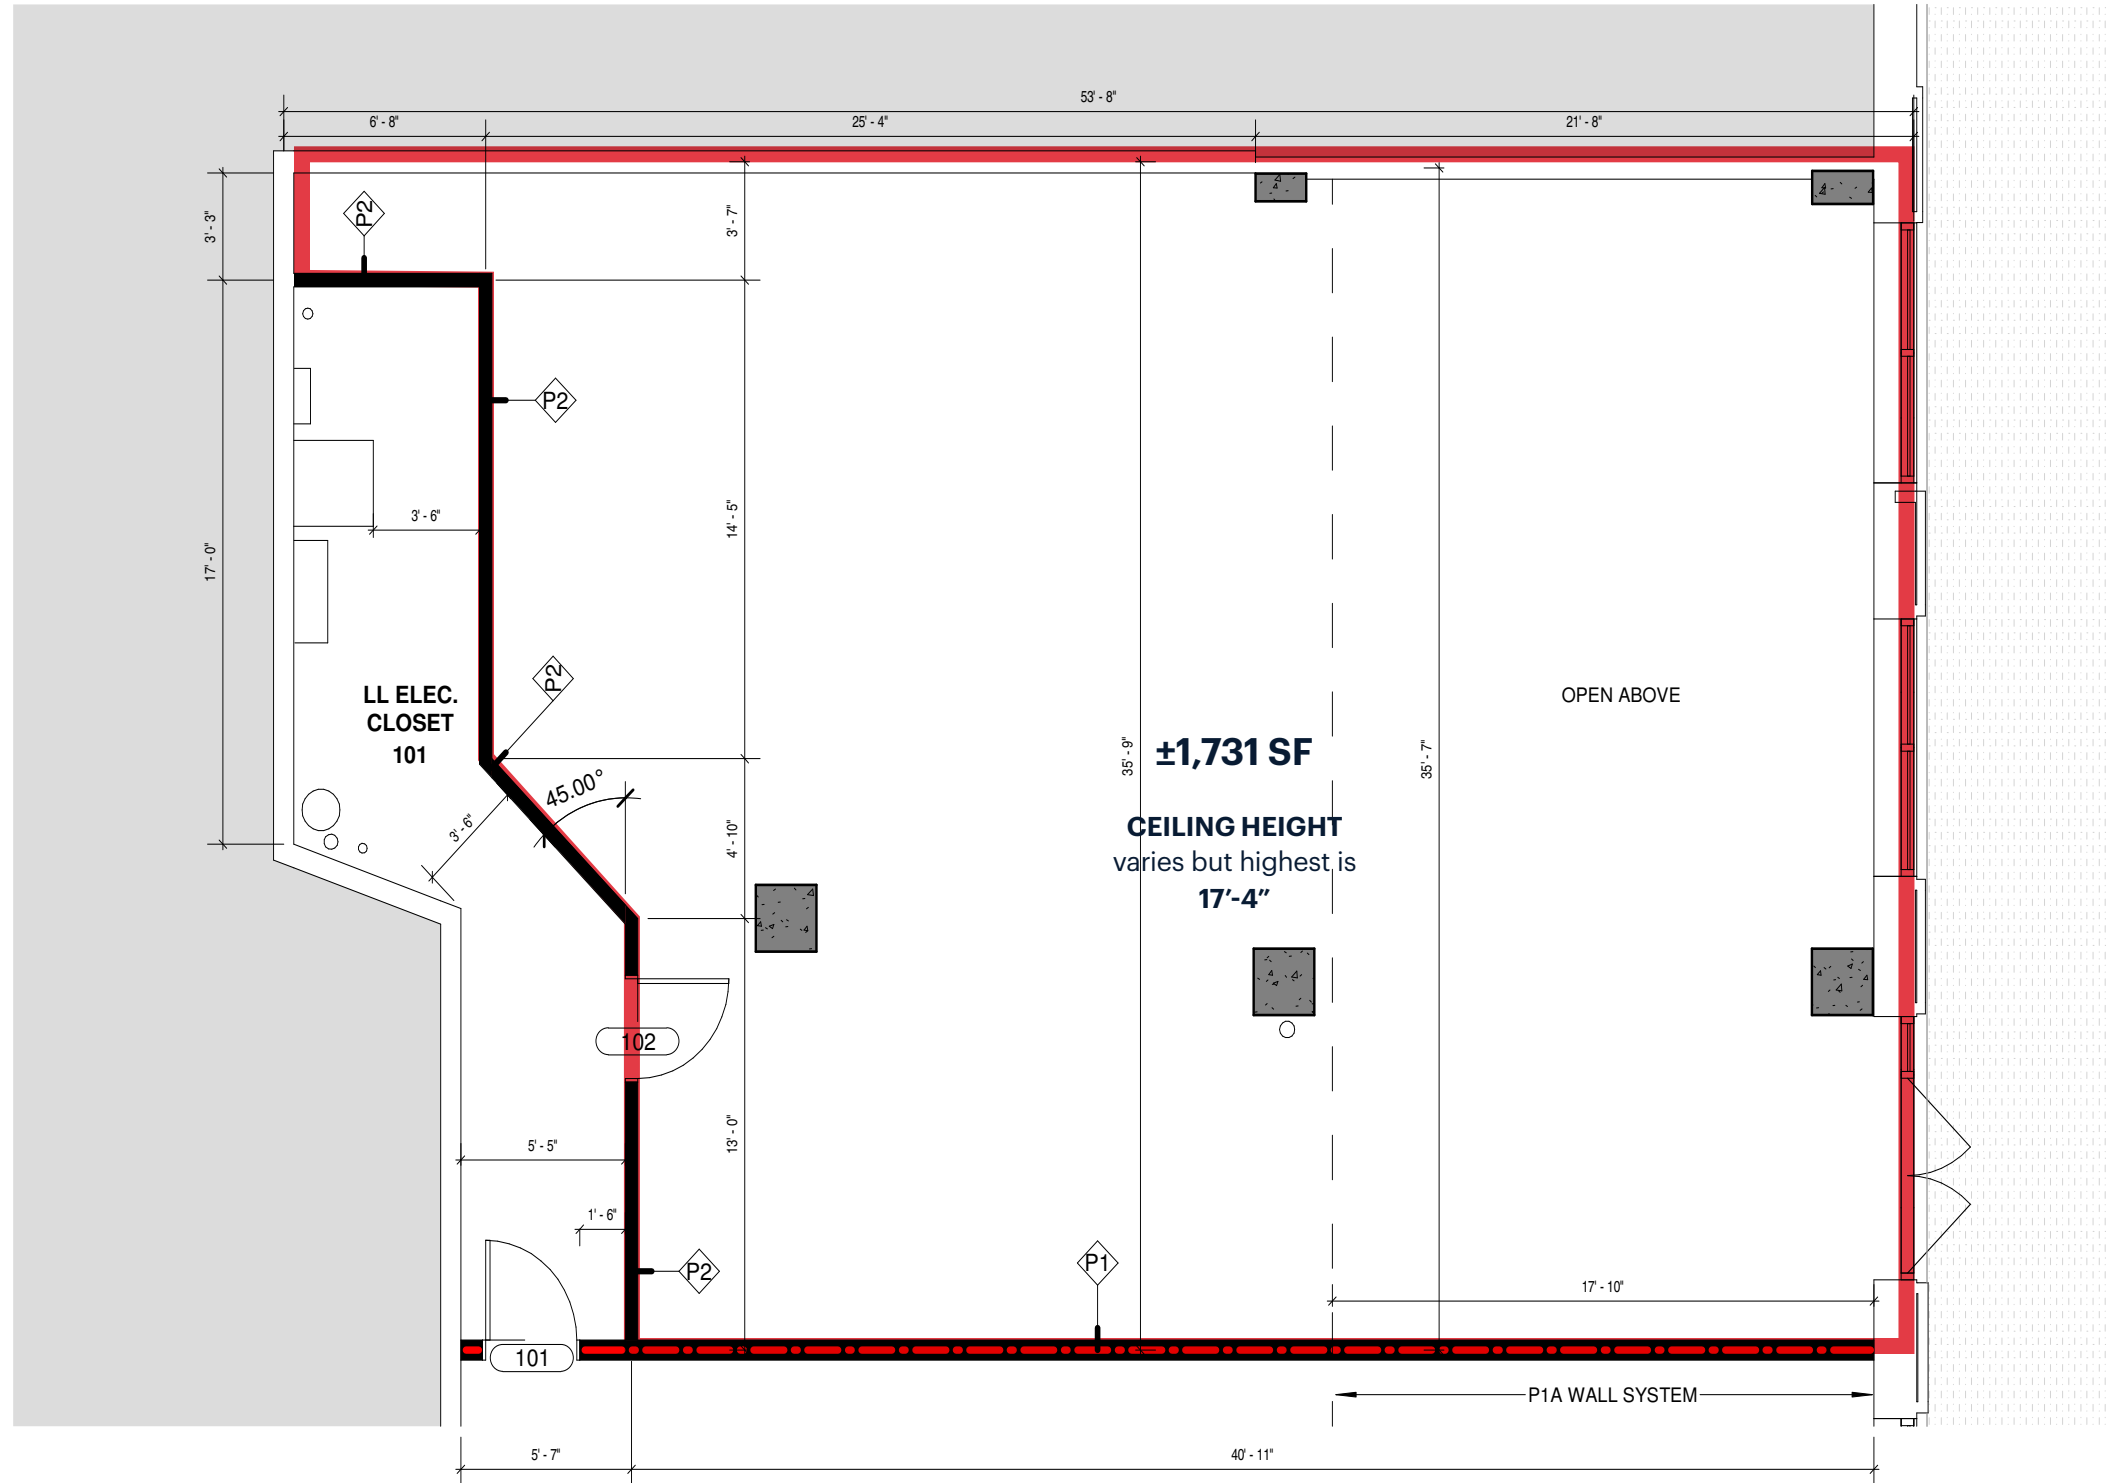 53' - 8"
6' - 8"
25' - 4"
21' - 8"
3' - 3"
P2
3' - 7"
P2
3' - 6"
14' - 5"
17' - 0"
P2
LL ELEC.
CLOSET
101
OPEN ABOVE
35' - 9"
±1,731 SF
35' - 7"
45.00°
3' - 6"
4' - 10"
CEILING HEIGHT
varies but highest is
17’-4”
102
5' - 5"
13' - 0"
1' - 6"
P2
P1
17' - 10"
101
P1A WALL SYSTEM
5' - 7"
40' - 11"